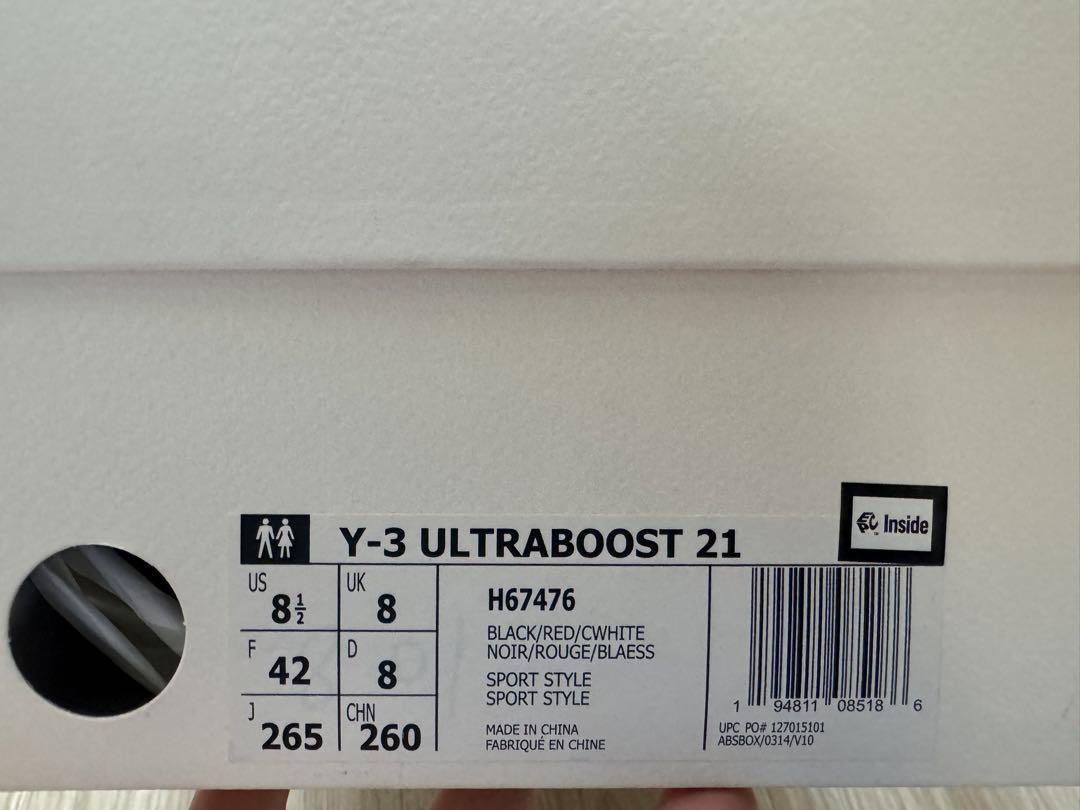 Y-3 ULTRABOOST 21
EPC™ Inside
US 8½
UK 8
F 42
D 8
J 265
CHN 260
H67476
BLACK/RED/CWHITE
NOIR/ROUGE/BLAESS
SPORT STYLE
SPORT STYLE
MADE IN CHINA
FABRIQUÉ EN CHINE
1 94811 08518 6
UPC PO# 127015101
ABSBOX/0314/V10